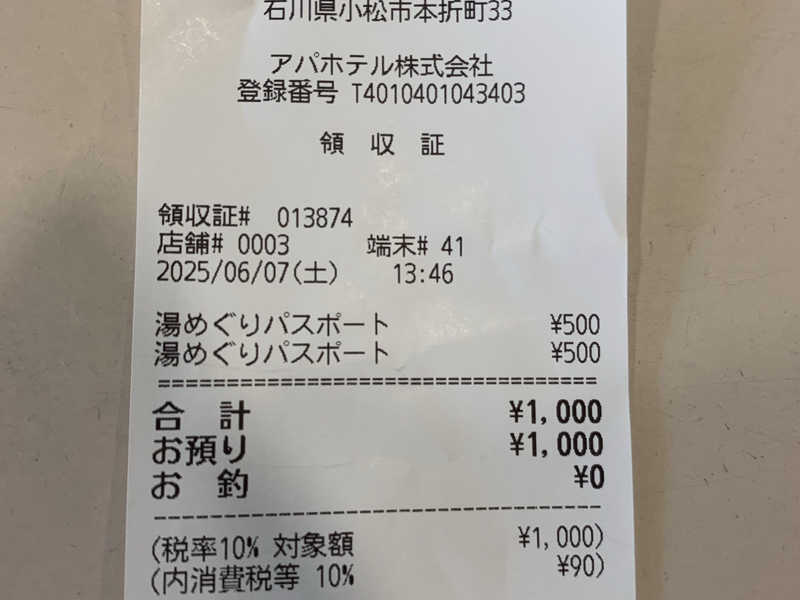 石川県小松市本折町33
アパホテル株式会社
登録番号 T4010401043403
領 収 証
領収証# 013874
店舗# 0003 端末# 41
2025/06/07(土) 13:46
湯めぐりパスポート ¥500
湯めぐりパスポート ¥500
================================
合 計 ¥1,000
お預り ¥1,000
お 釣 ¥0
--------------------------------
(税率10% 対象額 ¥1,000)
(内消費税等 10% ¥90)